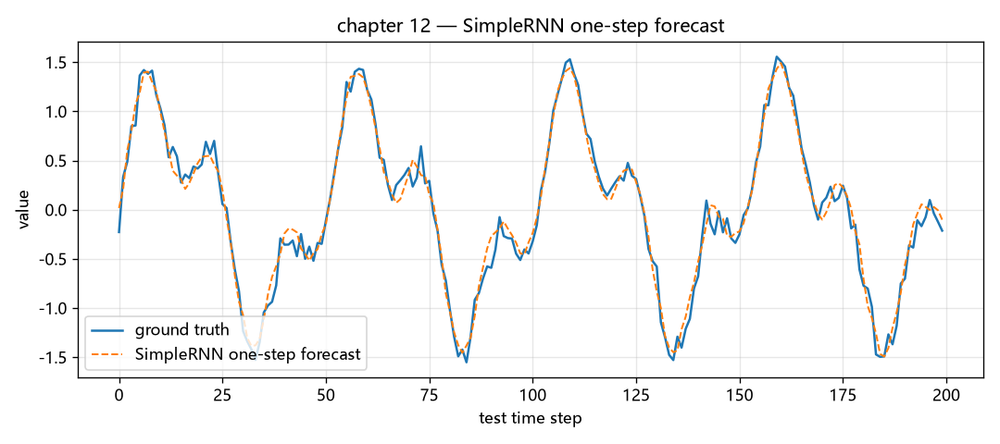 chapter 12 — SimpleRNN one-step forecast
value
1.5
1.0
0.5
0.0
-0.5
-1.0
-1.5
ground truth
SimpleRNN one-step forecast
0 25 50 75 100 125 150 175 200
test time step